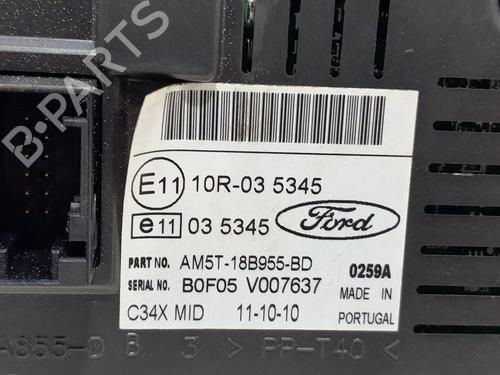 B-PARTS
E11 10R-03 5345
e11 03 5345
Ford
PART NO. AM5T-18B955-BD 0259A
SERIAL NO. B0F05 V007637 MADE IN
C34X MID 11-10-10 PORTUGAL
A855-D B 3 > PP-T40 <